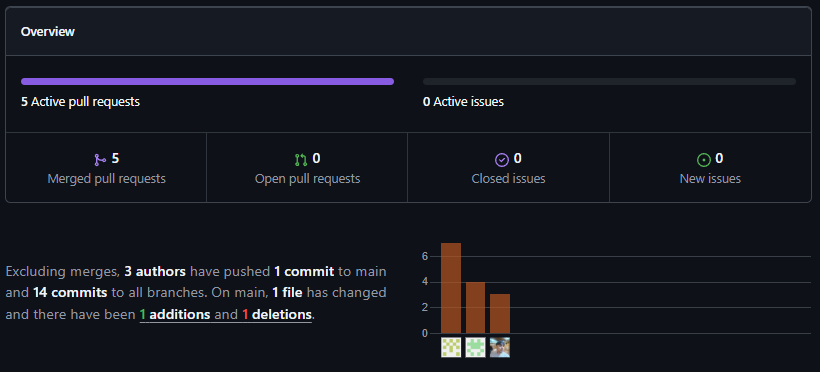 Overview
5 Active pull requests
0 Active issues
5
Merged pull requests
0
Open pull requests
0
Closed issues
0
New issues
Excluding merges, 3 authors have pushed 1 commit to main
and 14 commits to all branches. On main, 1 file has changed
and there have been 1 additions and 1 deletions.
6
4
2
0